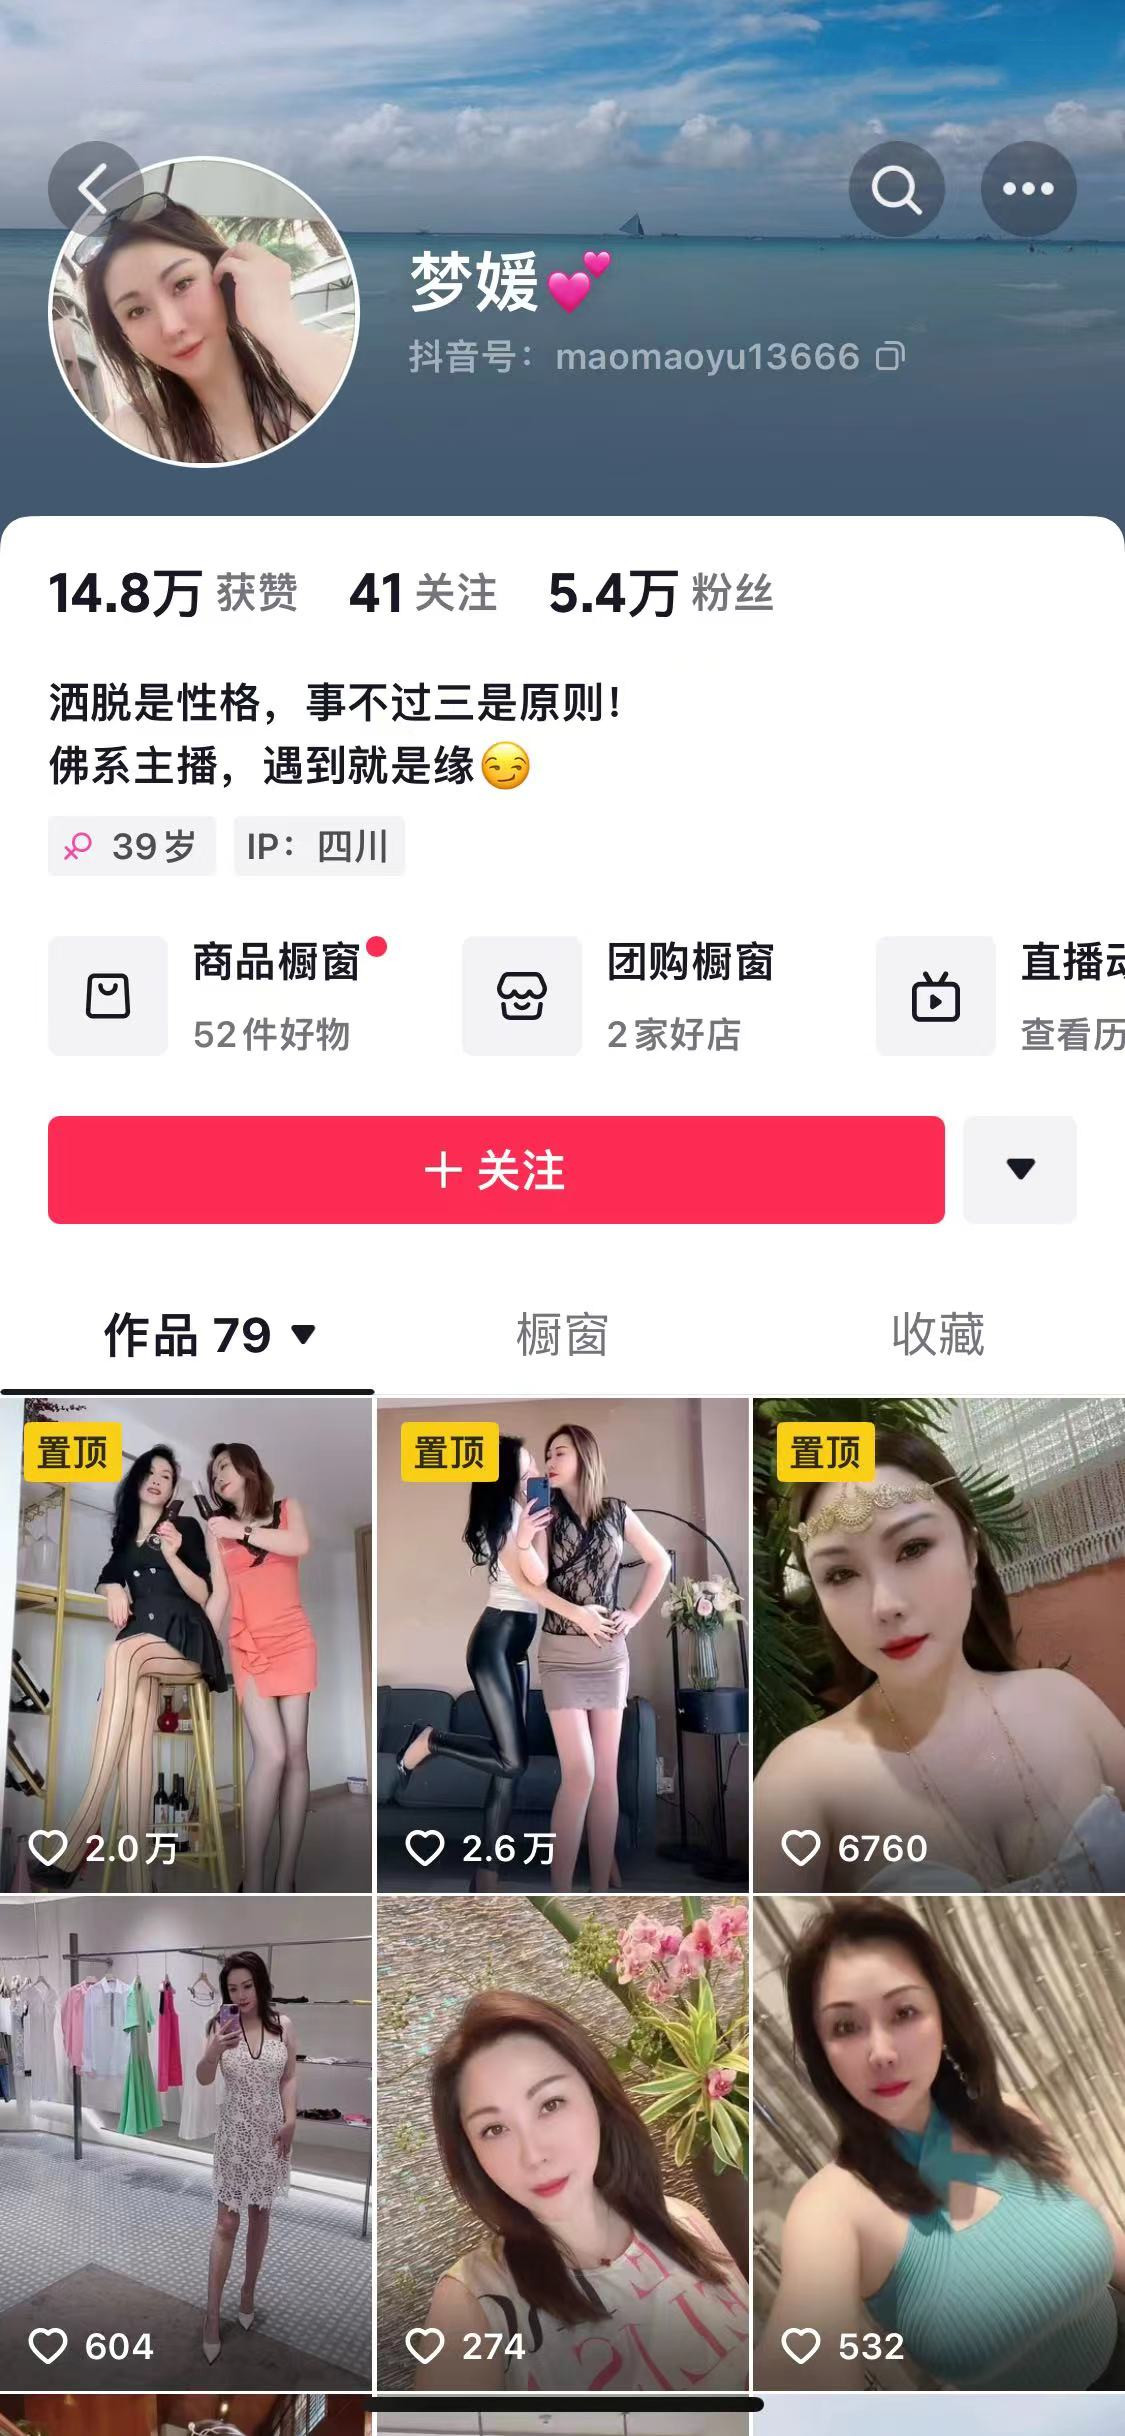 梦媛💕
抖音号：maomaoyu13666
14.8万 获赞 41 关注 5.4万 粉丝
洒脱是性格，事不过三是原则！
佛系主播，遇到就是缘😏
39岁 IP：四川
商品橱窗 团购橱窗 直播动
52件好物 2家好店 查看历
＋关注
作品 79 橱窗 收藏
置顶 置顶 置顶
2.0万 2.6万 6760
604 274 532